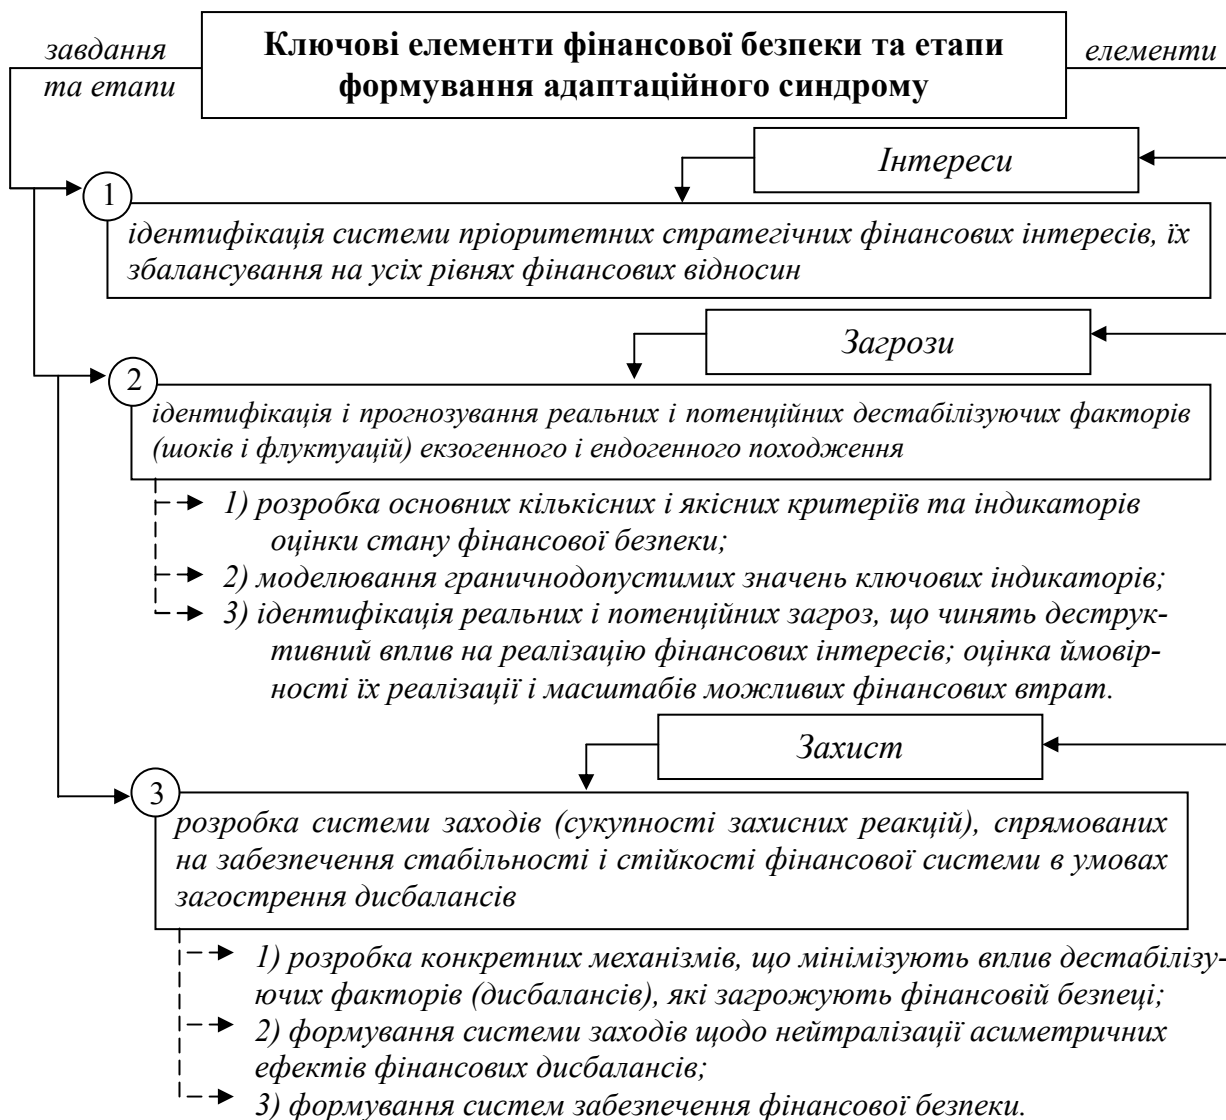 завдання
та етапи
Ключові елементи фінансової безпеки та етапи
формування адаптаційного синдрому
елементи
Інтереси
1
ідентифікація системи пріоритетних стратегічних фінансових інтересів, їх
збалансування на усіх рівнях фінансових відносин
Загрози
2
ідентифікація і прогнозування реальних і потенційних дестабілізуючих факторів
(шоків і флуктуацій) екзогенного і ендогенного походження
1) розробка основних кількісних і якісних критеріїв та індикаторів
оцінки стану фінансової безпеки;
2) моделювання граничнодопустимих значень ключових індикаторів;
3) ідентифікація реальних і потенційних загроз, що чинять деструк-
тивний вплив на реалізацію фінансових інтересів; оцінка ймовір-
ності їх реалізації і масштабів можливих фінансових втрат.
Захист
3
розробка системи заходів (сукупності захисних реакцій), спрямованих
на забезпечення стабільності і стійкості фінансової системи в умовах
загострення дисбалансів
1) розробка конкретних механізмів, що мінімізують вплив дестабілізу-
ючих факторів (дисбалансів), які загрожують фінансовій безпеці;
2) формування системи заходів щодо нейтралізації асиметричних
ефектів фінансових дисбалансів;
3) формування систем забезпечення фінансової безпеки.